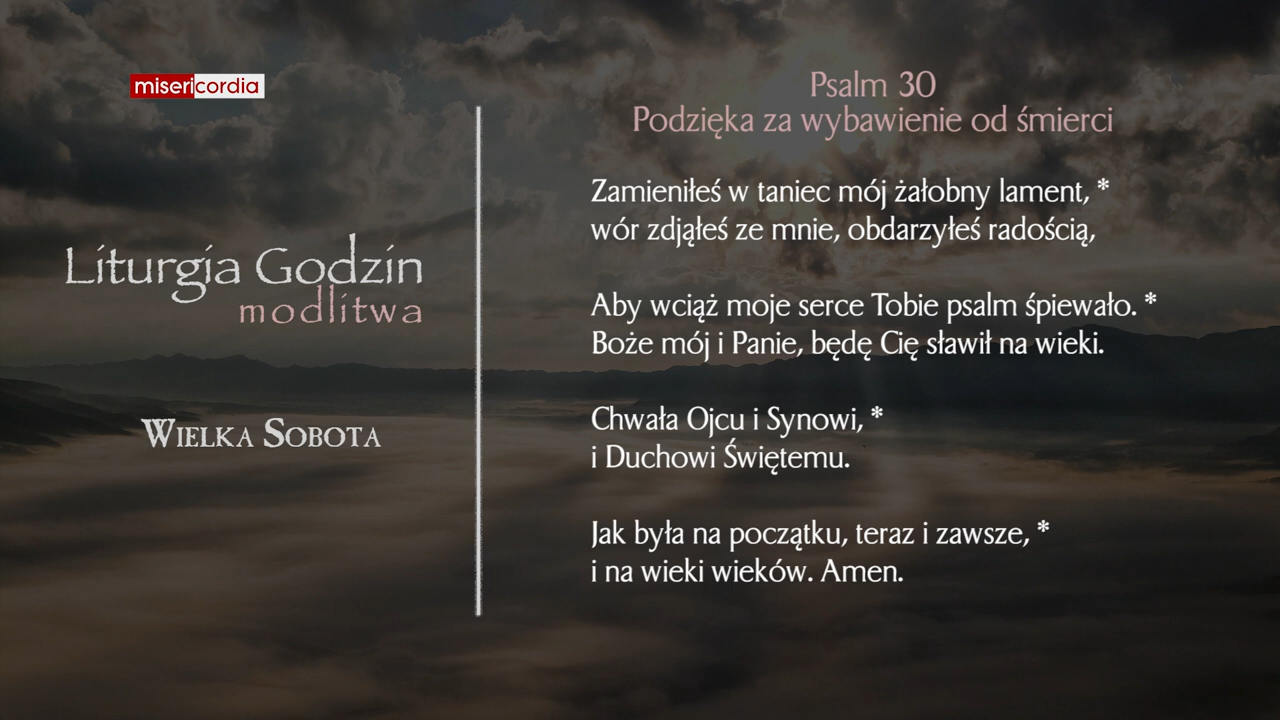 misericordia
Liturgia Godzin
modlitwa
Wielka Sobota
Psalm 30
Podzięka za wybawienie od śmierci
Zamieniłeś w taniec mój żałobny lament, *
wór zdjąłeś ze mnie, obdarzyłeś radością,
Aby wciąż moje serce Tobie psalm śpiewało. *
Boże mój i Panie, będę Cię sławił na wieki.
Chwała Ojcu i Synowi, *
i Duchowi Świętemu.
Jak była na początku, teraz i zawsze, *
i na wieki wieków. Amen.